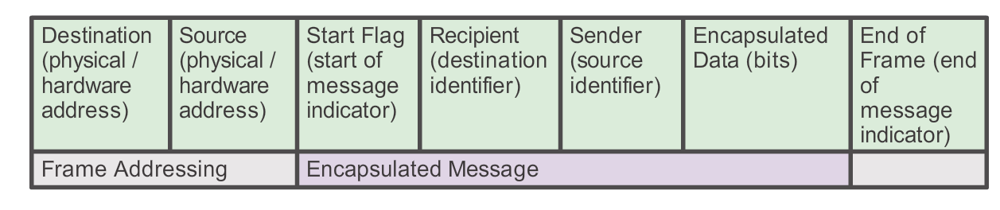 Destination
(physical /
hardware
address)
Source
(physical /
hardware
address)
Start Flag
(start of
message
indicator)
Recipient
(destination
identifier)
Sender
(source
identifier)
Encapsulated
Data (bits)
End of
Frame (end
of
message
indicator)
Frame Addressing
Encapsulated Message